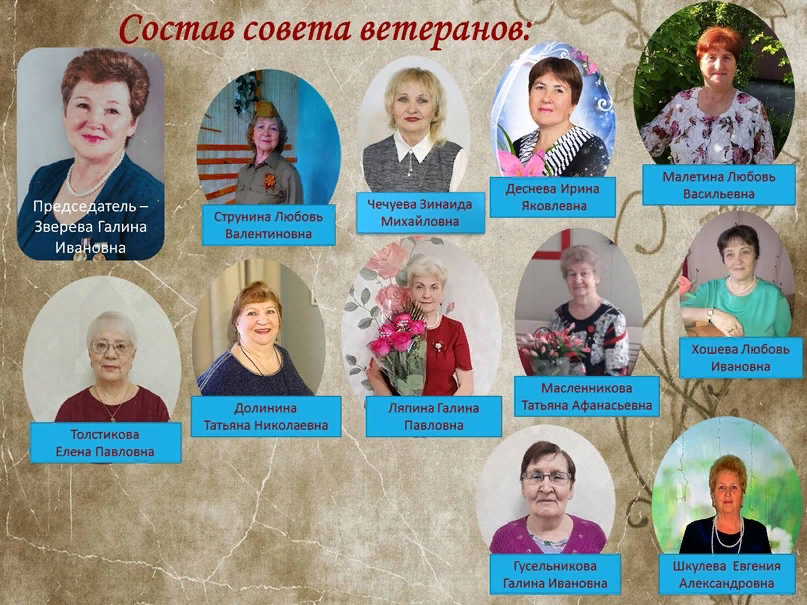 Состав совета ветеранов:
Председатель –
Зверева Галина
Ивановна
Струнина Любовь
Валентиновна
Чечуева Зинаида
Михайловна
Деснева Ирина
Яковлевна
Малетина Любовь
Васильевна
Толстикова
Елена Павловна
Долинина
Татьяна Николаевна
Ляпина Галина
Павловна
Масленникова
Татьяна Афанасьевна
Хошева Любовь
Ивановна
Гусельникова
Галина Ивановна
Шкулева Евгения
Александровна